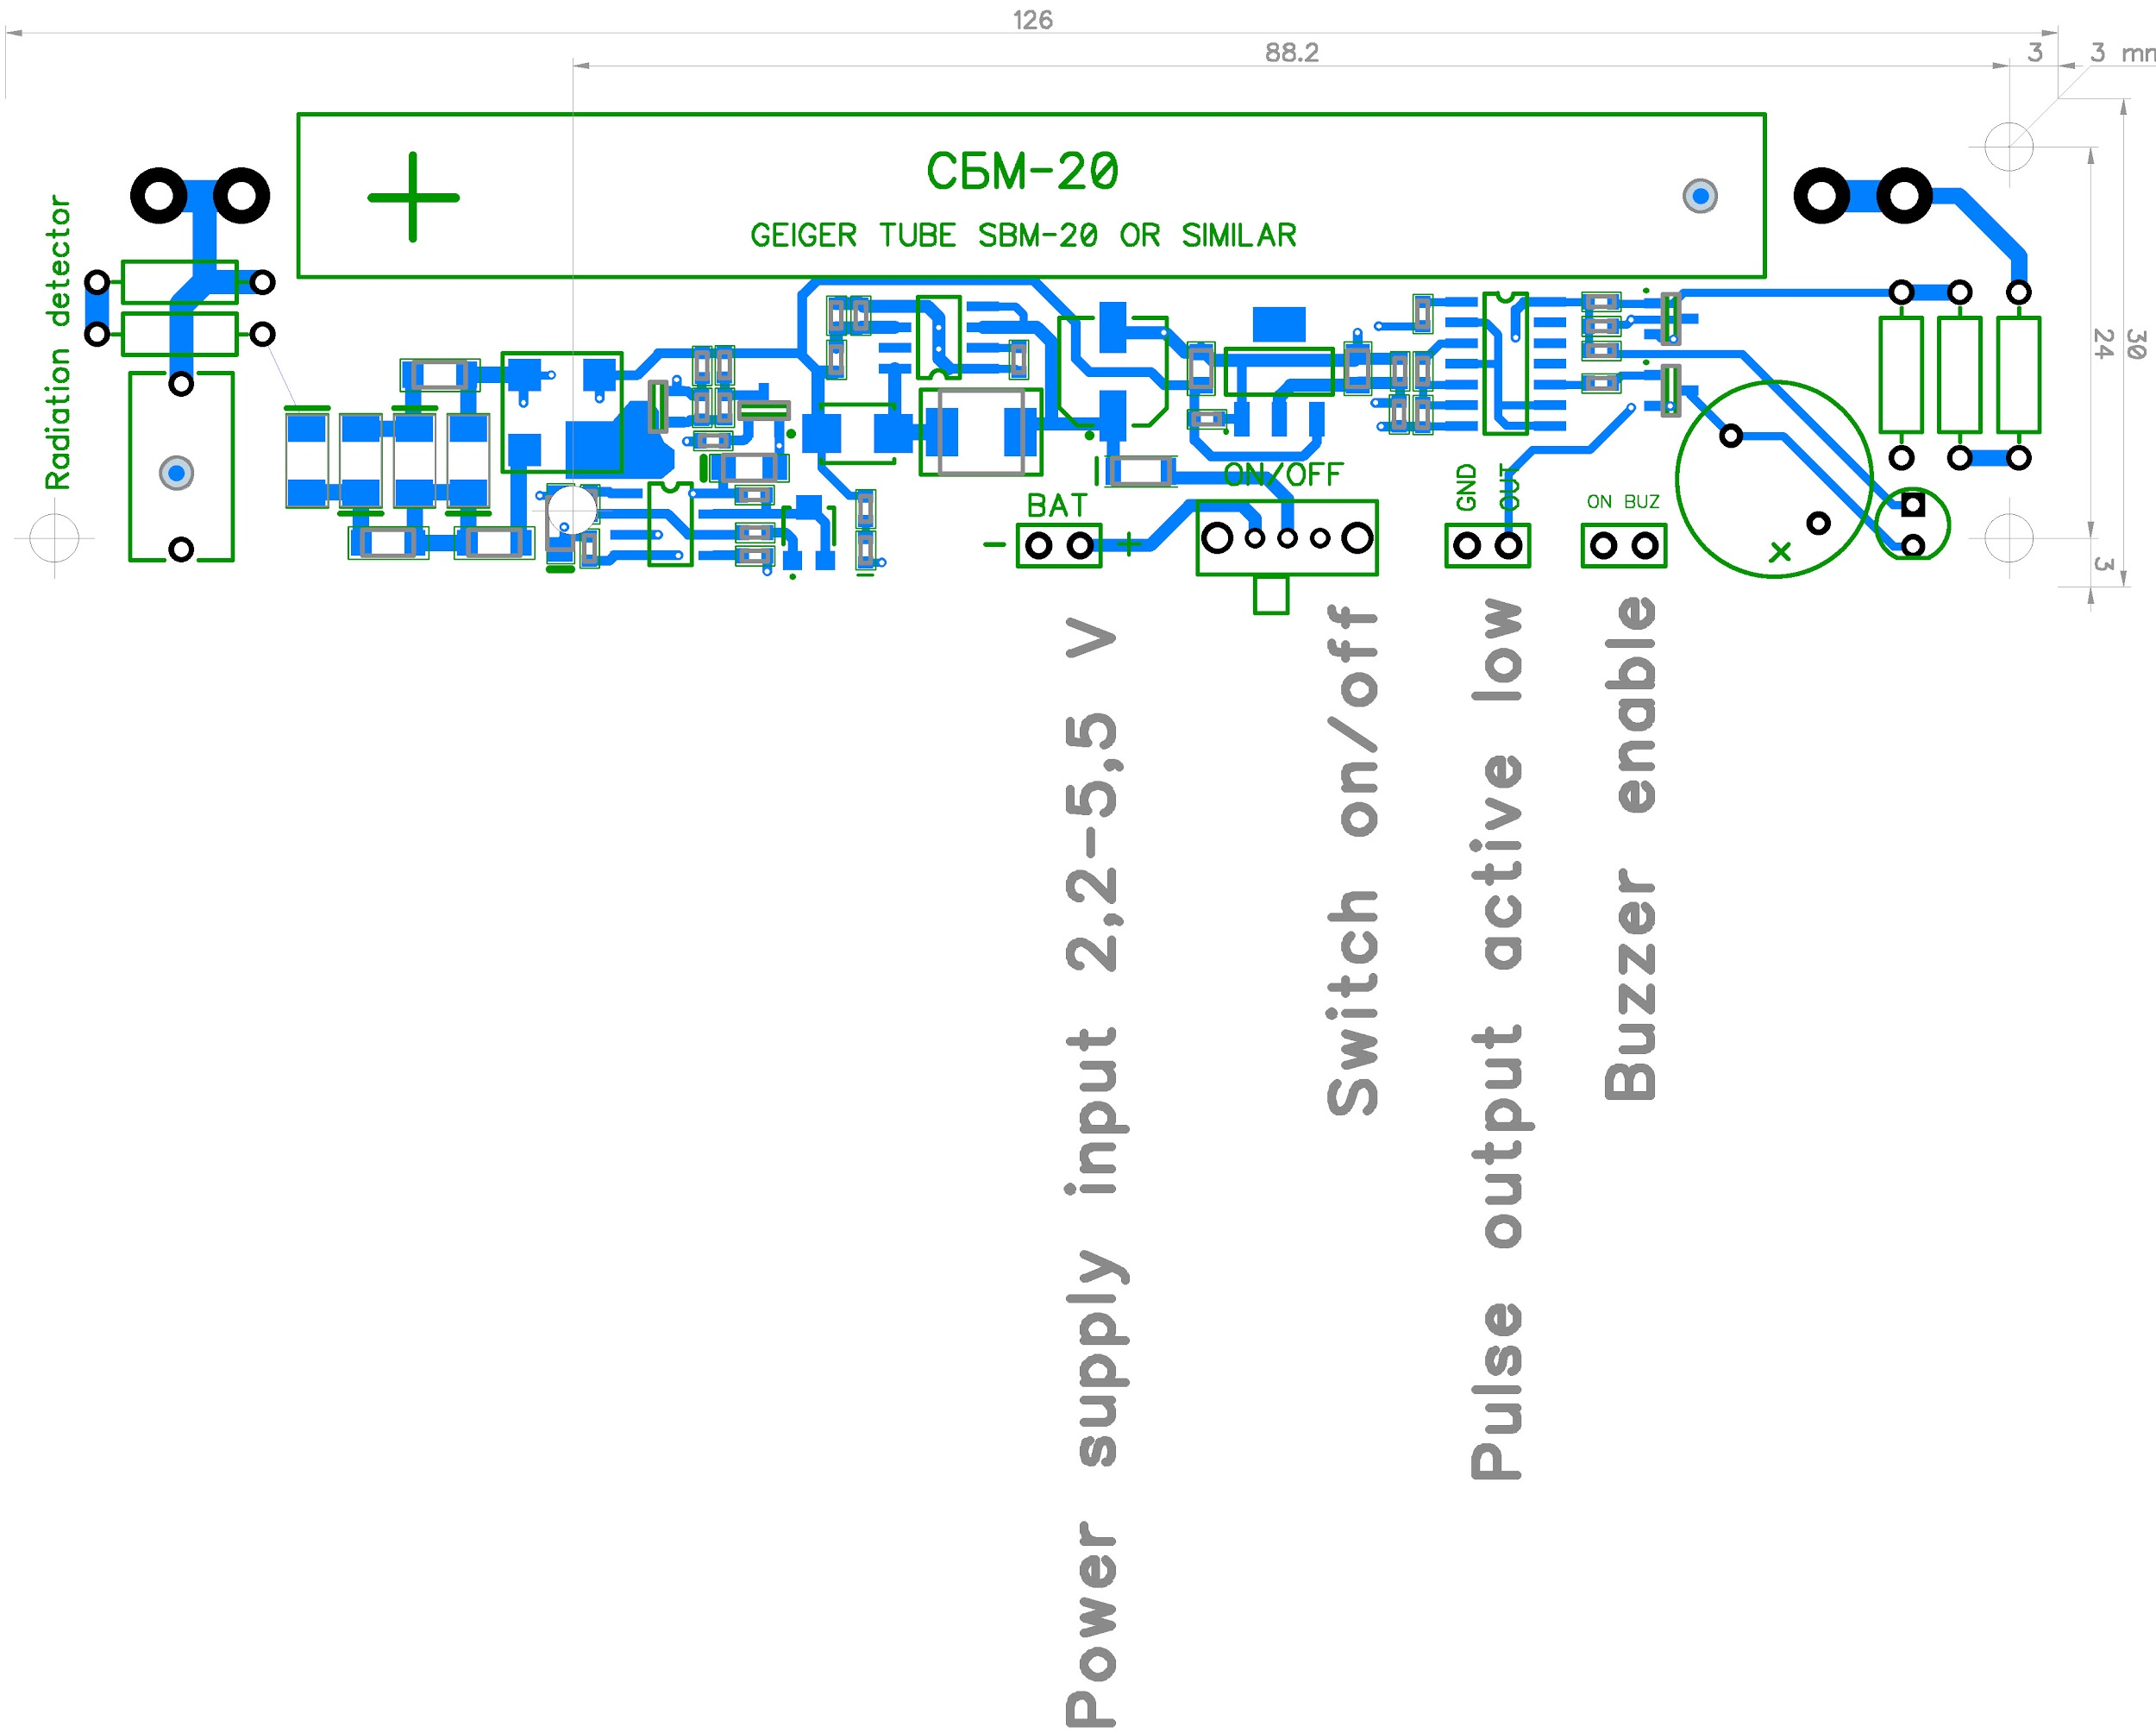 126
88.2
3
3 mm
СБМ-20
GEIGER TUBE SBM-20 OR SIMILAR
Radiation detector
24
30
3
ON/OFF
BAT
- +
GND
OUT
ON BUZ
Power supply input 2,2-5,5 V
Switch on/off
Pulse output active low
Buzzer enable